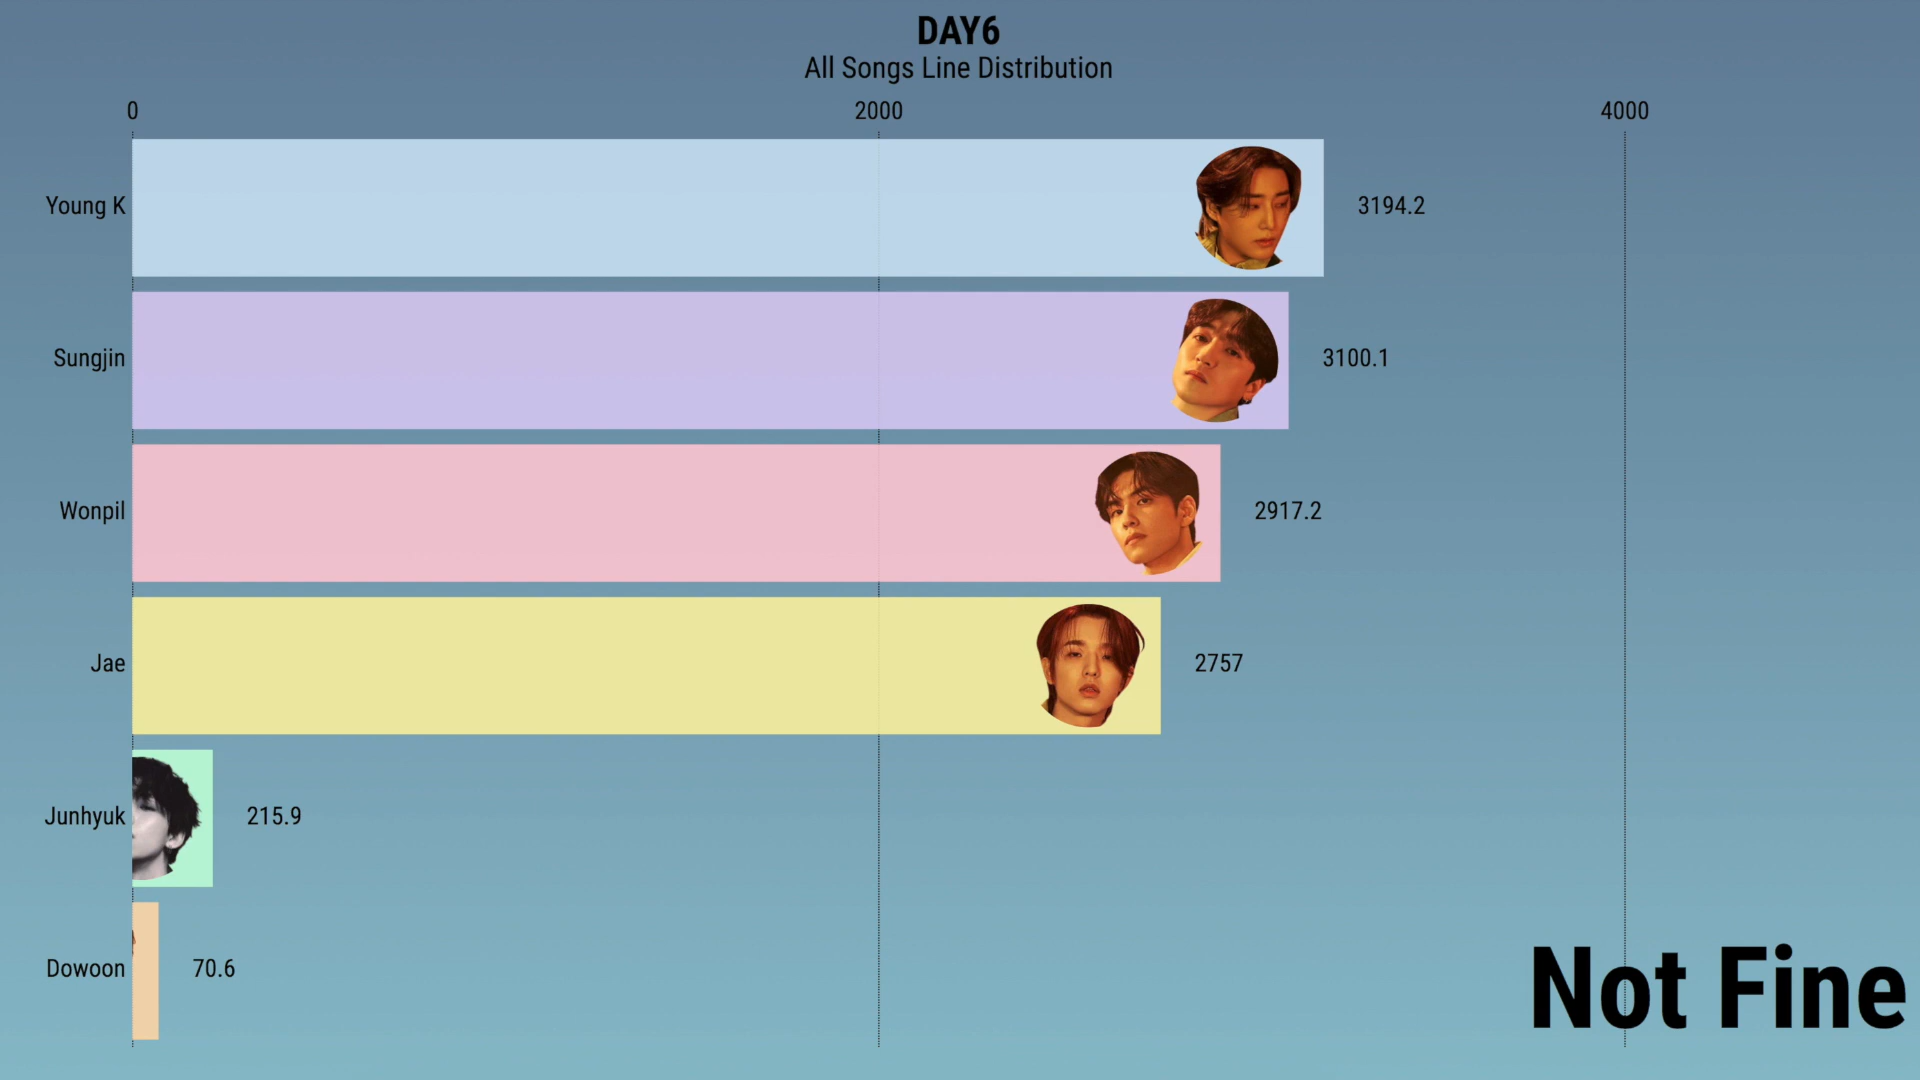 DAY6
All Songs Line Distribution
0 2000 4000
Young K 3194.2
Sungjin 3100.1
Wonpil 2917.2
Jae 2757
Junhyuk 215.9
Dowoon 70.6
Not Fine